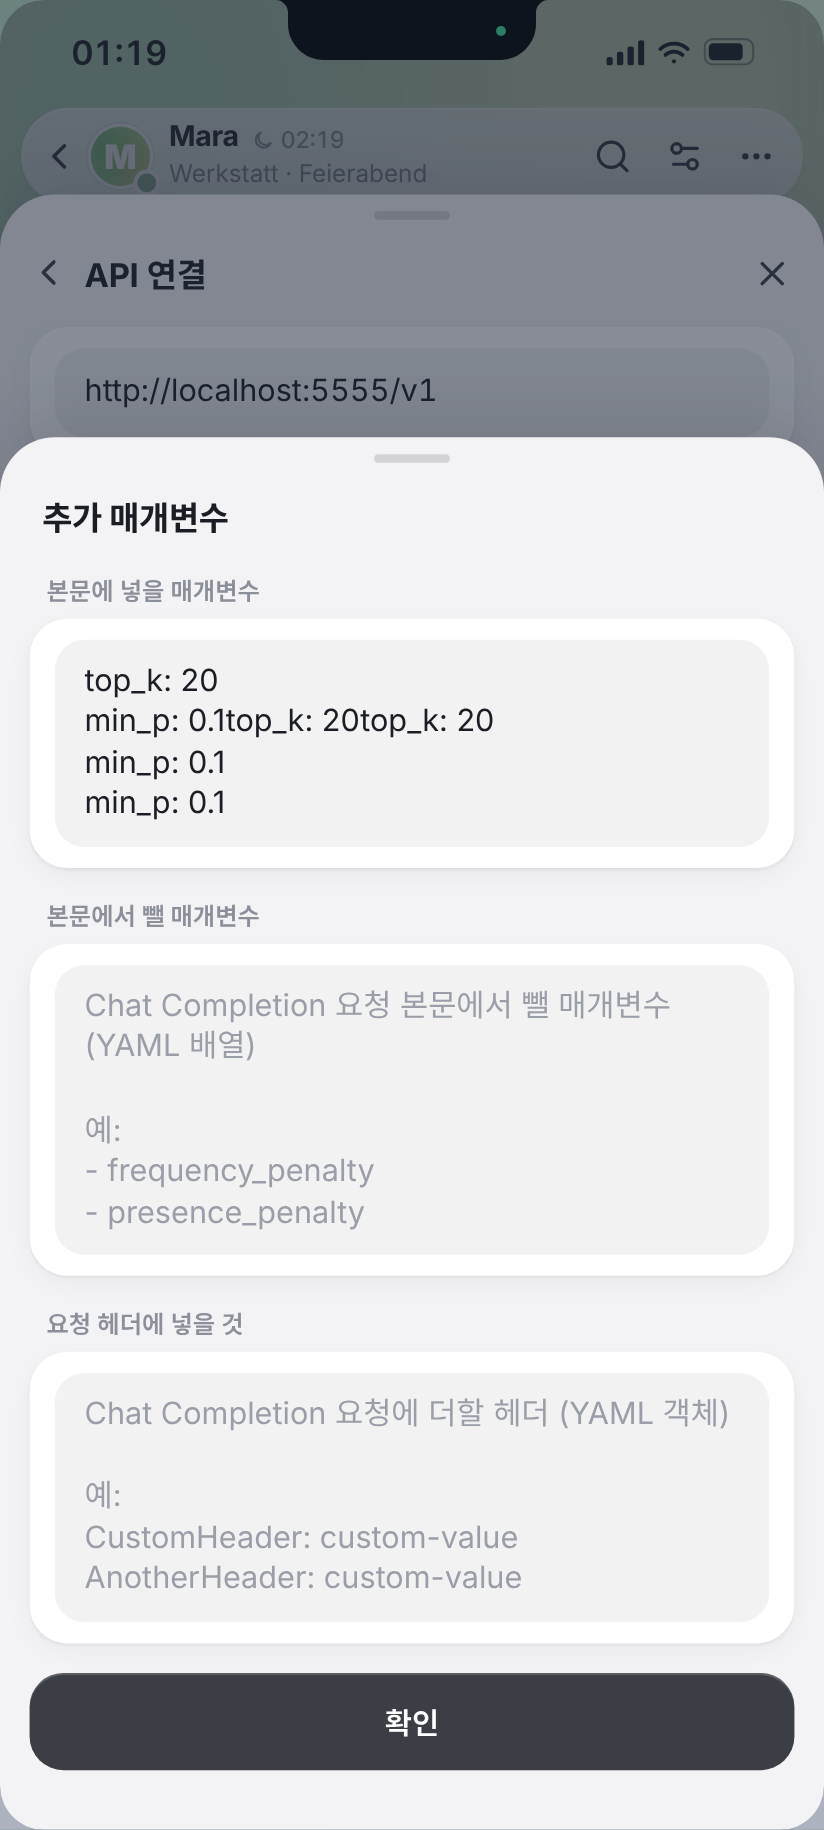 01:19
Mara 02:19
M
Werkstatt · Feierabend
API 연결
http://localhost:5555/v1
추가 매개변수
본문에 넣을 매개변수
top_k: 20
min_p: 0.1top_k: 20top_k: 20
min_p: 0.1
min_p: 0.1
본문에서 뺄 매개변수
Chat Completion 요청 본문에서 뺄 매개변수
(YAML 배열)
예:
- frequency_penalty
- presence_penalty
요청 헤더에 넣을 것
Chat Completion 요청에 더할 헤더 (YAML 객체)
예:
CustomHeader: custom-value
AnotherHeader: custom-value
확인